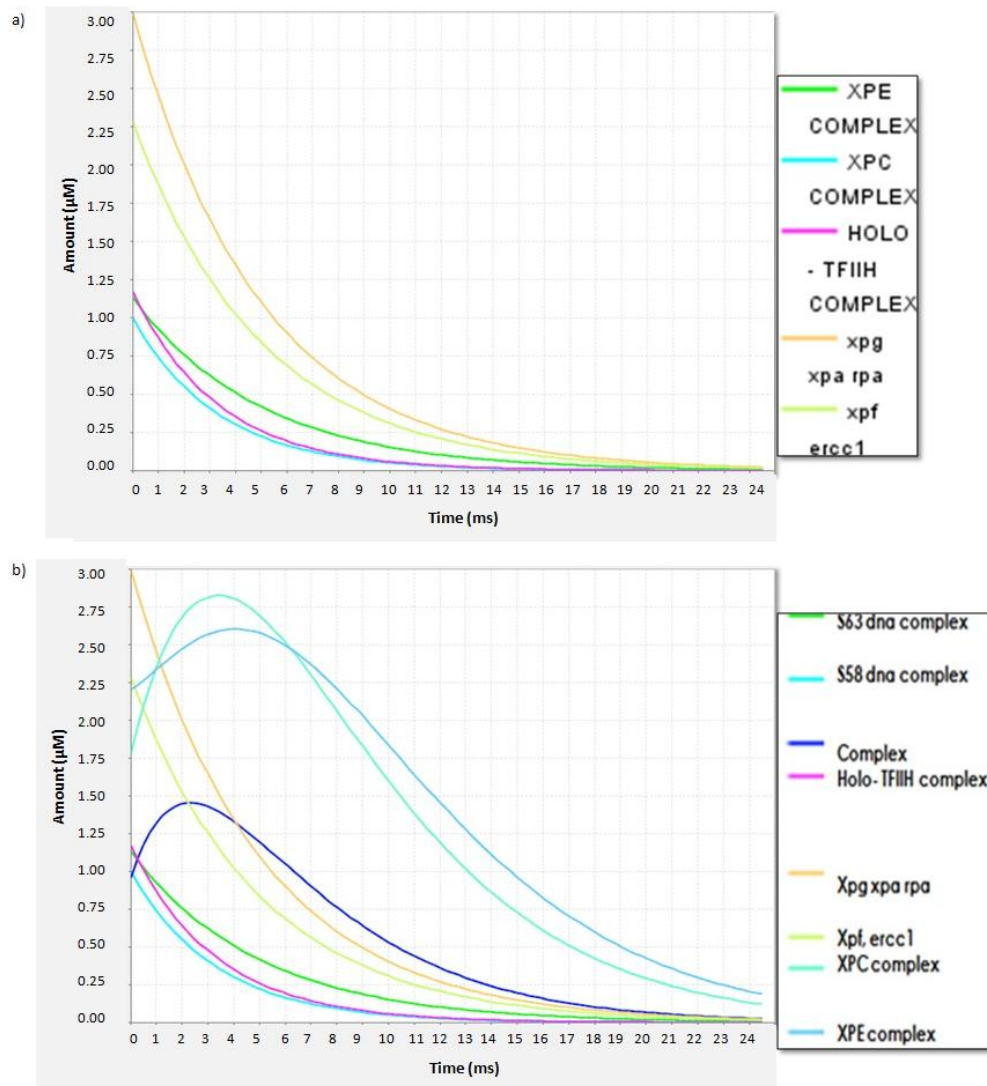 a)
3.00
2.75
2.50
2.25
2.00
1.75
1.50
1.25
1.00
0.75
0.50
0.25
0.00
Amount (µM)
0 1 2 3 4 5 6 7 8 9 10 11 12 13 14 15 16 17 18 19 20 21 22 23 24
Time (ms)
XPE
COMPLEX
XPC
COMPLEX
HOLO
- TFIIH
COMPLEX
xpg
xpa rpa
xpf
ercc1
b)
3.00
2.75
2.50
2.25
2.00
1.75
1.50
1.25
1.00
0.75
0.50
0.25
0.00
Amount (µM)
0 1 2 3 4 5 6 7 8 9 10 11 12 13 14 15 16 17 18 19 20 21 22 23 24
Time (ms)
S63 dna complex
S58 dna complex
Complex
Holo-TFIIH complex
Xpg xpa rpa
Xpf, ercc1
XPC complex
XPE complex